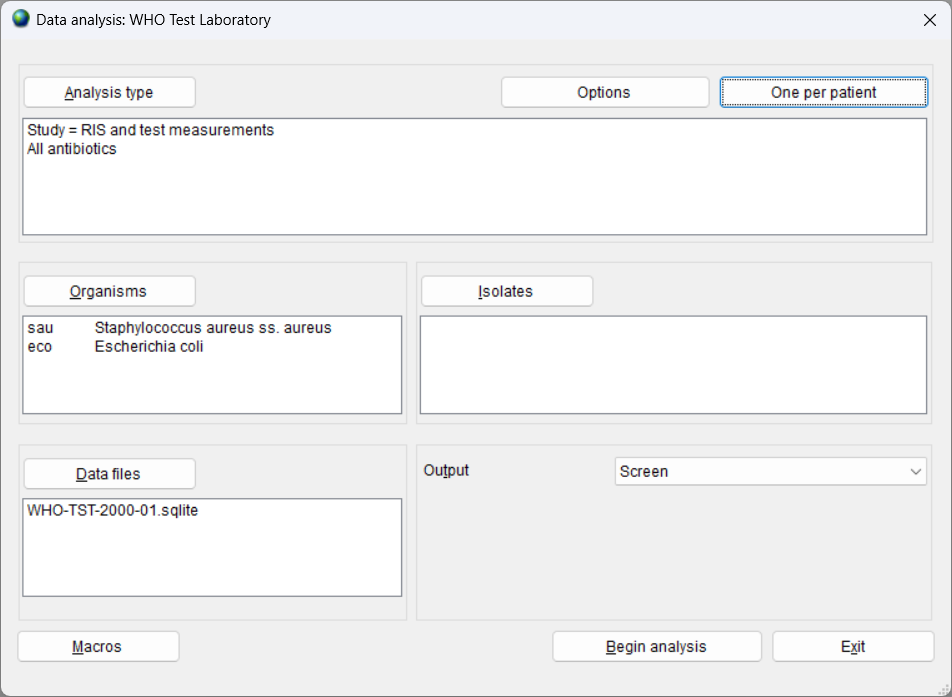 Data analysis: WHO Test Laboratory
Analysis type
Options
One per patient
Study = RIS and test measurements
All antibiotics
Organisms
Isolates
sau Staphylococcus aureus ss. aureus
eco Escherichia coli
Data files
Output
Screen
WHO-TST-2000-01.sqlite
Macros
Begin analysis
Exit